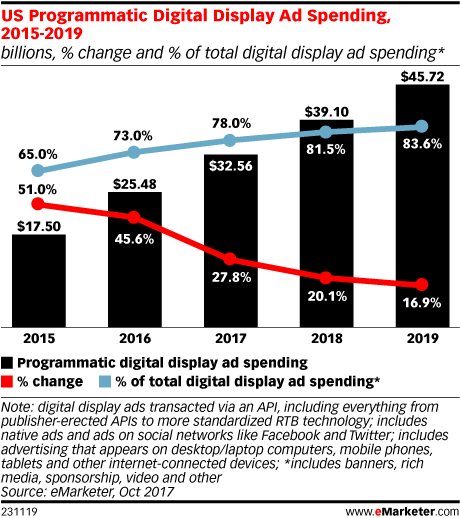 US Programmatic Digital Display Ad Spending,
2015-2019
billions, % change and % of total digital display ad spending*
$45.72
$39.10
78.0%
73.0%
65.0%
81.5%
83.6%
$32.56
51.0%
$25.48
$17.50
45.6%
27.8%
20.1%
16.9%
2015 2016 2017 2018 2019
Programmatic digital display ad spending
% change % of total digital display ad spending*
Note: digital display ads transacted via an API, including everything from
publisher-erected APIs to more standardized RTB technology; includes
native ads and ads on social networks like Facebook and Twitter; includes
advertising that appears on desktop/laptop computers, mobile phones,
tablets and other internet-connected devices; *includes banners, rich
media, sponsorship, video and other
Source: eMarketer, Oct 2017
231119 www.eMarketer.com